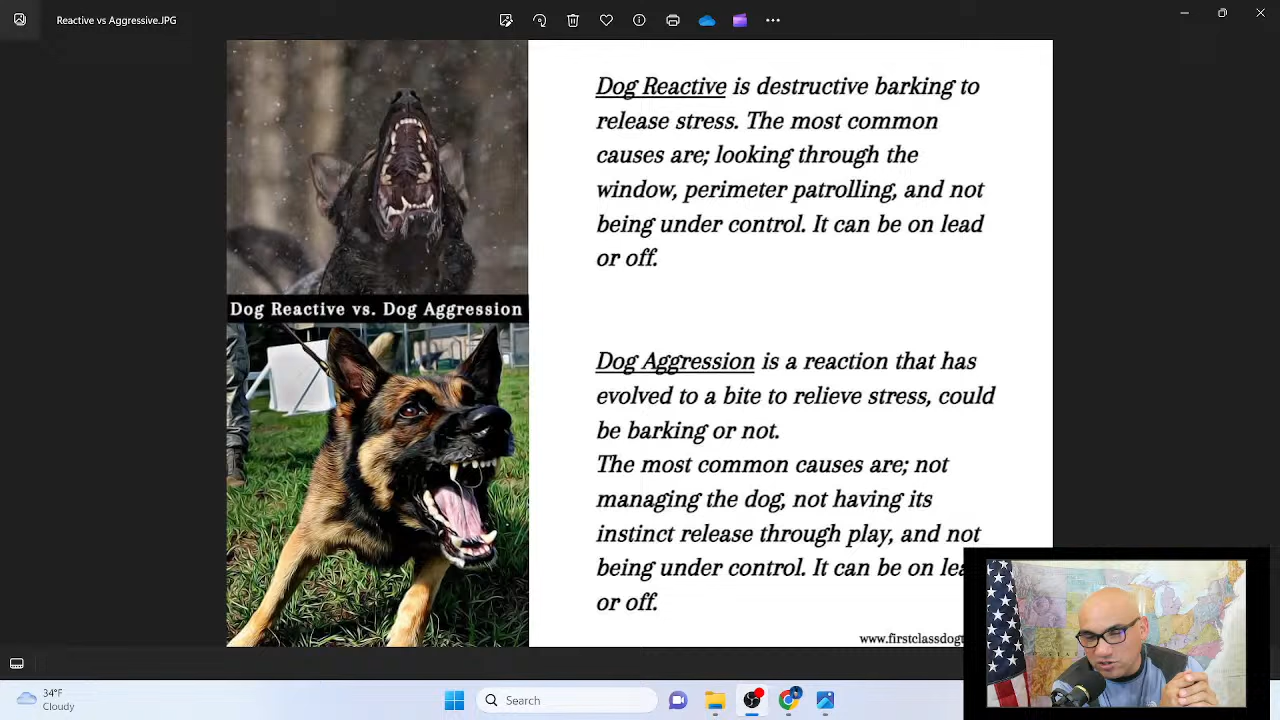 Reactive vs Aggressive.JPG
Dog Reactive is destructive barking to
release stress. The most common
causes are; looking through the
window, perimeter patrolling, and not
being under control. It can be on lead
or off.
Dog Reactive vs. Dog Aggression
Dog Aggression is a reaction that has
evolved to a bite to relieve stress, could
be barking or not.
The most common causes are; not
managing the dog, not having its
instinct release through play, and not
being under control. It can be on
or off.
34°F
Cloudy
Search